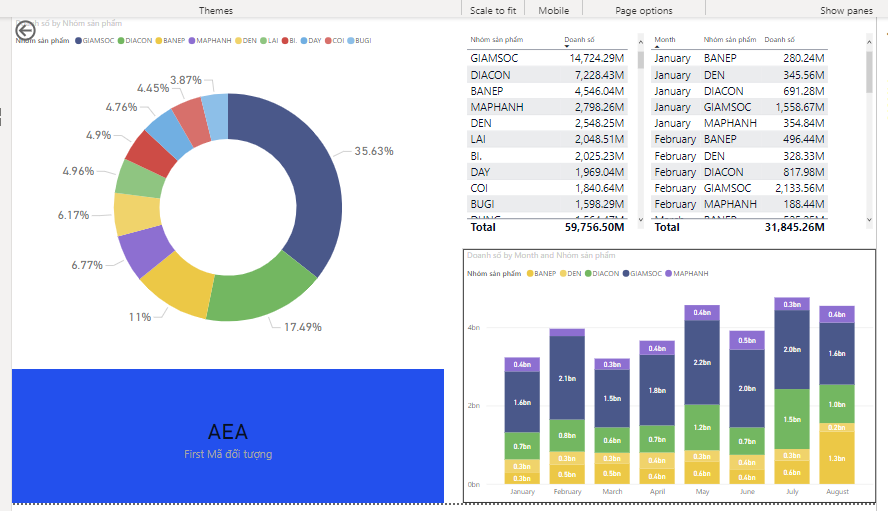 Themes
Scale to fit
Mobile
Page options
Show panes
Doanh số by Nhóm sản phẩm
Nhóm sản phẩm GIAMSOC DIACON BANEP MAPHANH DEN LAI BI. DAY COI BUGI
3.87%
4.45%
4.76%
4.9%
4.96%
6.17%
6.77%
11%
17.49%
35.63%
AEA
First Mã đối tượng
Nhóm sản phẩm Doanh số
GIAMSOC 14,724.29M
DIACON 7,228.43M
BANEP 4,546.04M
MAPHANH 2,798.26M
DEN 2,548.25M
LAI 2,048.51M
BI. 2,025.23M
DAY 1,969.04M
COI 1,840.64M
BUGI 1,598.29M
Total 59,756.50M
Month Nhóm sản phẩm Doanh số
January BANEP 280.24M
January DEN 345.56M
January DIACON 691.28M
January GIAMSOC 1,558.67M
January MAPHANH 354.84M
February BANEP 496.44M
February DEN 328.33M
February DIACON 817.98M
February GIAMSOC 2,133.56M
February MAPHANH 188.44M
Total 31,845.26M
Doanh số by Month and Nhóm sản phẩm
Nhóm sản phẩm BANEP DEN DIACON GIAMSOC MAPHANH
4bn
2bn
0bn
0.4bn
1.6bn
0.7bn
0.3bn
0.3bn
2.1bn
0.8bn
0.3bn
0.5bn
0.3bn
1.5bn
0.6bn
0.3bn
0.5bn
0.4bn
1.8bn
0.7bn
0.4bn
0.4bn
0.4bn
2.2bn
1.2bn
0.3bn
0.6bn
0.5bn
2.0bn
0.7bn
0.4bn
0.4bn
0.3bn
2.0bn
1.5bn
0.3bn
0.6bn
0.4bn
1.6bn
1.0bn
0.2bn
1.3bn
January February March April May June July August